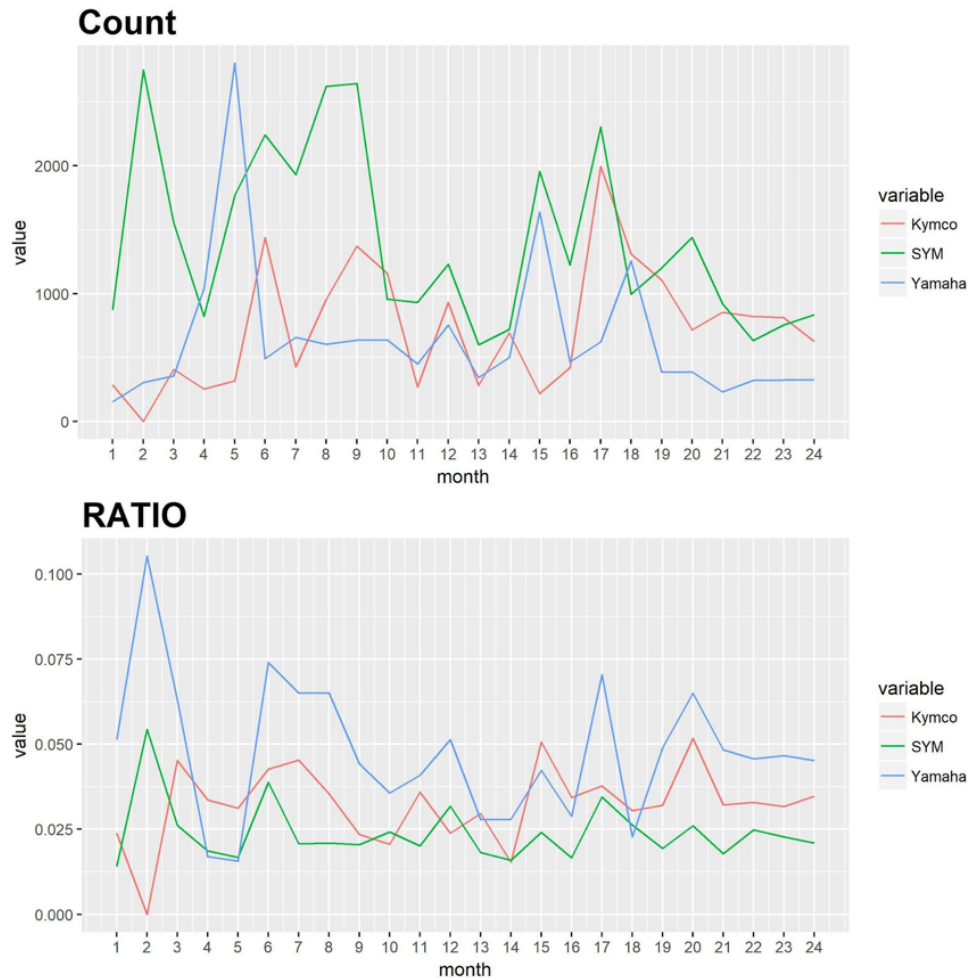 Count
2000
1000
0
value
1 2 3 4 5 6 7 8 9 10 11 12 13 14 15 16 17 18 19 20 21 22 23 24
month
variable
Kymco
SYM
Yamaha
RATIO
0.100
0.075
0.050
0.025
0.000
value
1 2 3 4 5 6 7 8 9 10 11 12 13 14 15 16 17 18 19 20 21 22 23 24
month
variable
Kymco
SYM
Yamaha